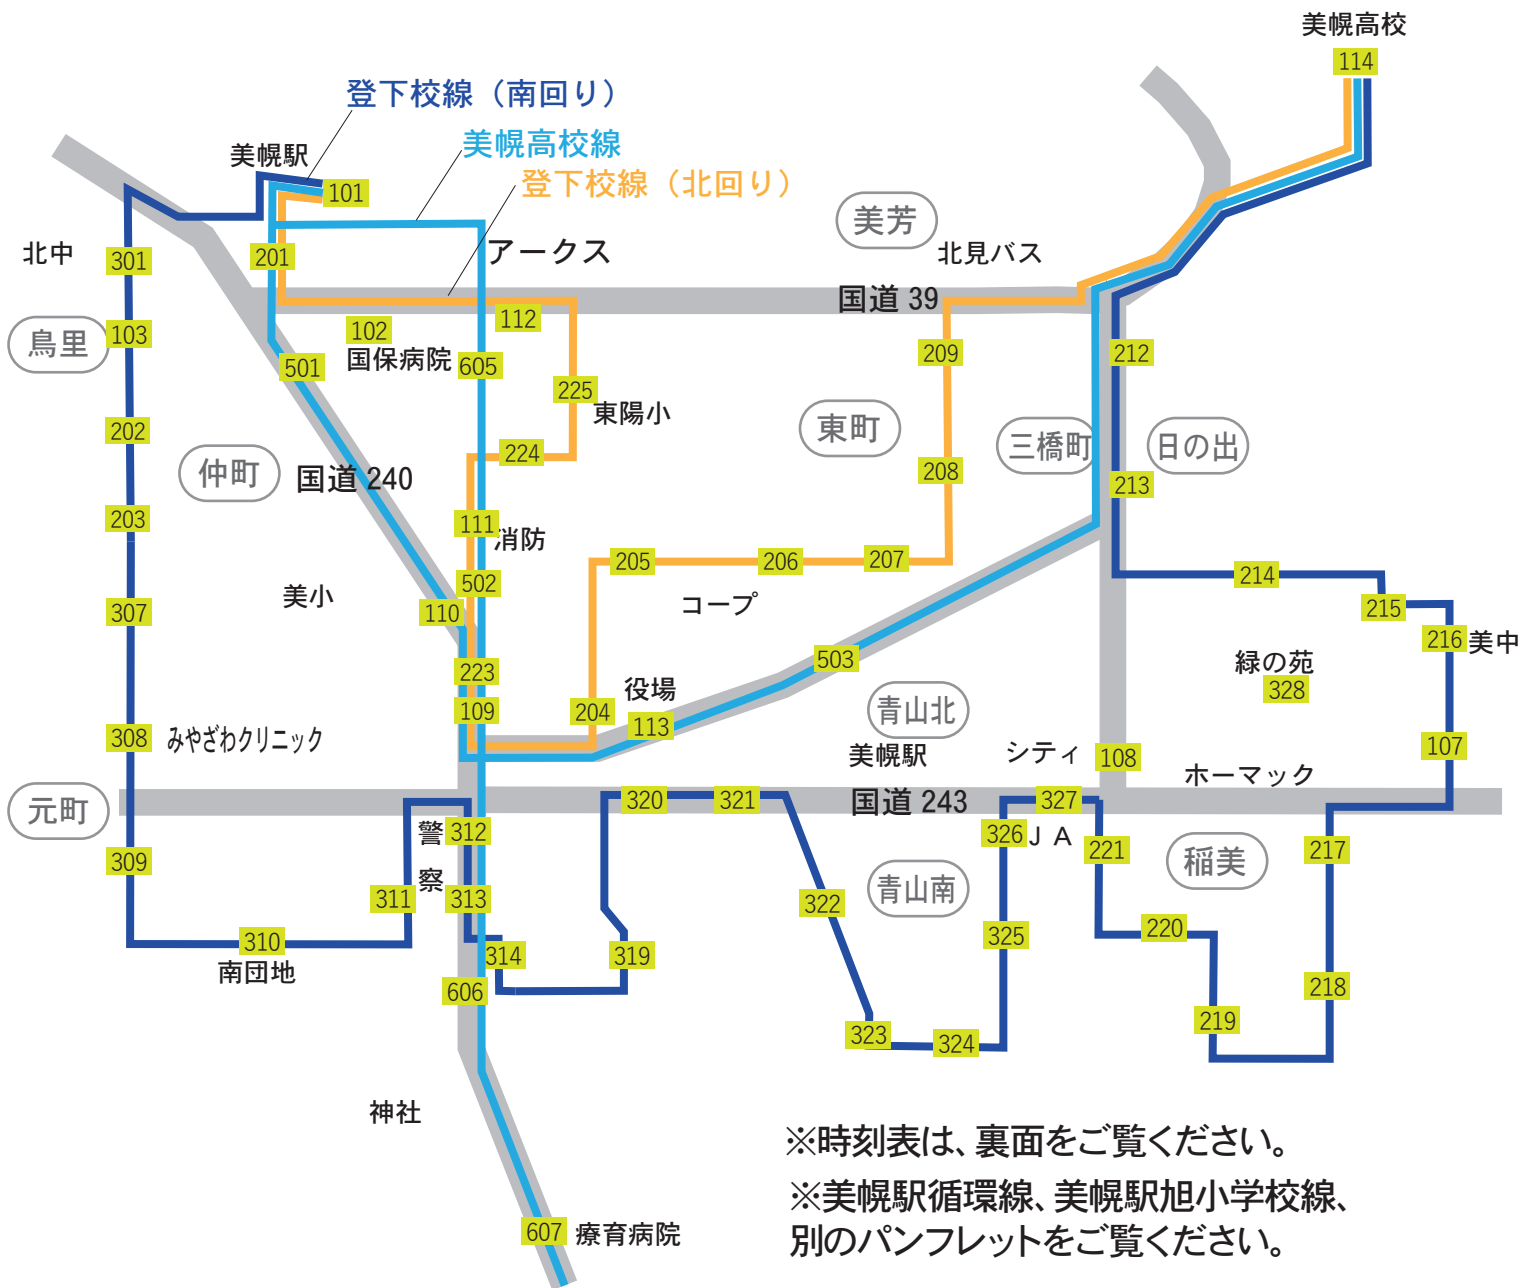 美幌高校
114
登下校線（南回り）
美幌高校線
登下校線（北回り）
美幌駅
101
美芳
北見バス
北中
301
201
アークス
国道 39
鳥里
103
102
国保病院
112
501
605
225
東陽小
209
212
202
仲町
国道 240
224
東町
208
三橋町
日の出
213
203
111
消防
205
206
207
214
美小
502
110
コープ
215
307
216
美中
223
503
緑の苑
328
役場
109
204
113
青山北
308
みやざわクリニック
美幌駅
シティ
108
107
ホーマック
元町
320
321
国道 243
327
警
312
326
ＪＡ
221
稲美
217
309
察
311
313
322
青山南
310
325
220
南団地
314
319
606
218
323
324
219
神社
607
療育病院
※時刻表は、裏面をご覧ください。
※美幌駅循環線、美幌駅旭小学校線、
別のパンフレットをご覧ください。